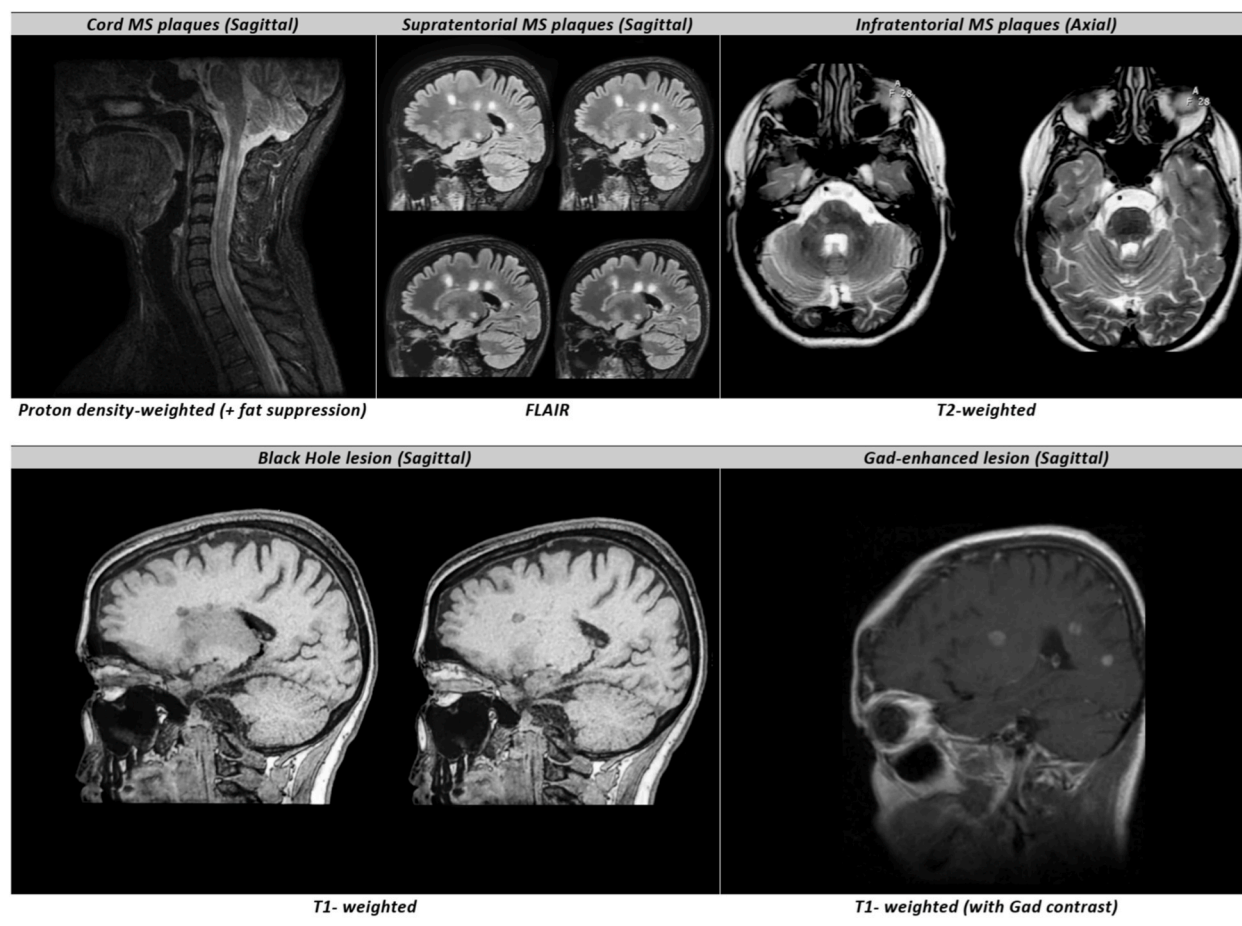 Cord MS plaques (Sagittal)
Supratentorial MS plaques (Sagittal)
Infratentorial MS plaques (Axial)
A
F 28
A
F 28
Proton density-weighted (+ fat suppression)
FLAIR
T2-weighted
Black Hole lesion (Sagittal)
Gad-enhanced lesion (Sagittal)
T1- weighted
T1- weighted (with Gad contrast)